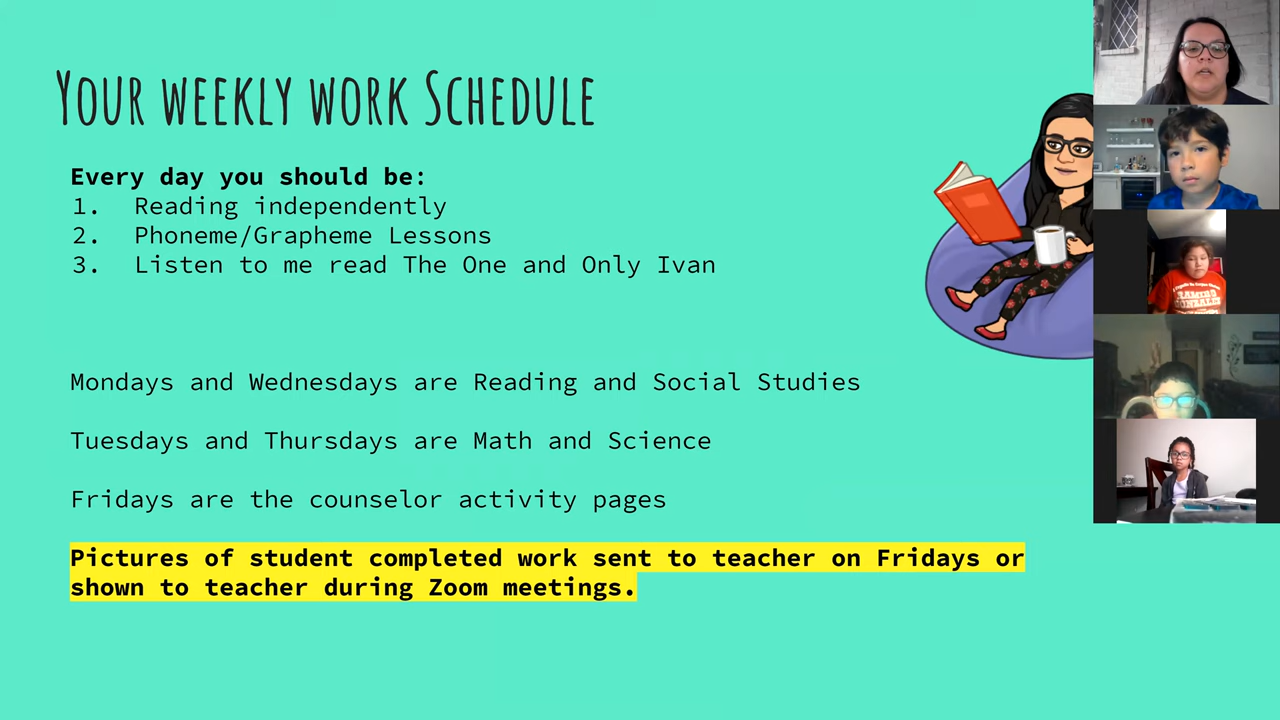 Your weekly work Schedule
Every day you should be:
1. Reading independently
2. Phoneme/Grapheme Lessons
3. Listen to me read The One and Only Ivan
Mondays and Wednesdays are Reading and Social Studies
Tuesdays and Thursdays are Math and Science
Fridays are the counselor activity pages
Pictures of student completed work sent to teacher on Fridays or
shown to teacher during Zoom meetings.